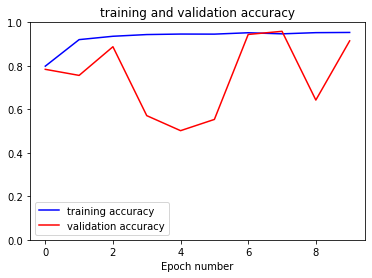 training and validation accuracy
1.0
0.8
0.6
0.4
0.2
0.0
training accuracy
validation accuracy
0 2 4 6 8
Epoch number